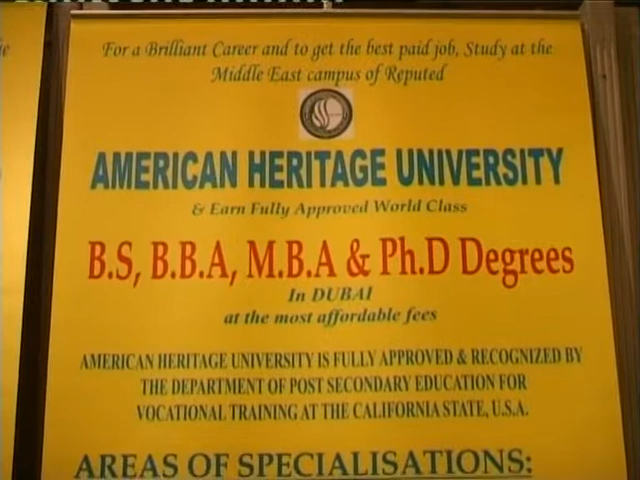 For a Brilliant Career and to get the best paid job, Study at the
Middle East campus of Reputed
AMERICAN HERITAGE UNIVERSITY
& Earn Fully Approved World Class
B.S, B.B.A, M.B.A & Ph.D Degrees
In DUBAI
at the most affordable fees
AMERICAN HERITAGE UNIVERSITY IS FULLY APPROVED & RECOGNIZED BY
THE DEPARTMENT OF POST SECONDARY EDUCATION FOR
VOCATIONAL TRAINING AT THE CALIFORNIA STATE, U.S.A.
AREAS OF SPECIALISATIONS: